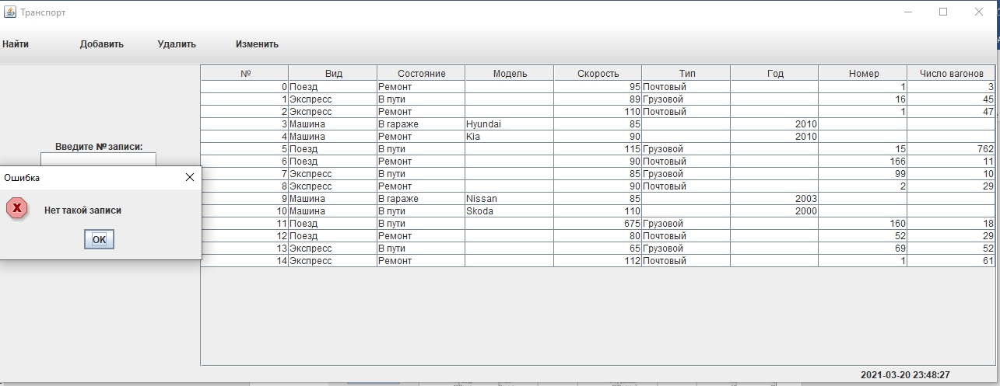 Транспорт
Найти Добавить Удалить Изменить
№ Вид Состояние Модель Скорость Тип Год Номер Число вагонов
0 Поезд Ремонт 95 Почтовый 1 3
1 Экспресс В пути 89 Грузовой 16 45
2 Экспресс Ремонт 110 Почтовый 1 47
3 Машина В гараже Hyundai 85 2010
4 Машина Ремонт Kia 90 2010
5 Поезд В пути 115 Грузовой 15 762
6 Поезд Ремонт 90 Почтовый 166 11
7 Экспресс В пути 85 Грузовой 99 10
8 Экспресс Ремонт 90 Почтовый 2 29
9 Машина В гараже Nissan 85 2003
10 Машина В пути Skoda 110 2000
11 Поезд В пути 675 Грузовой 160 18
12 Поезд Ремонт 80 Почтовый 52 29
13 Экспресс В пути 65 Грузовой 69 52
14 Экспресс Ремонт 112 Почтовый 1 61
Введите № записи:
Ошибка
Нет такой записи
OK
2021-03-20 23:48:27